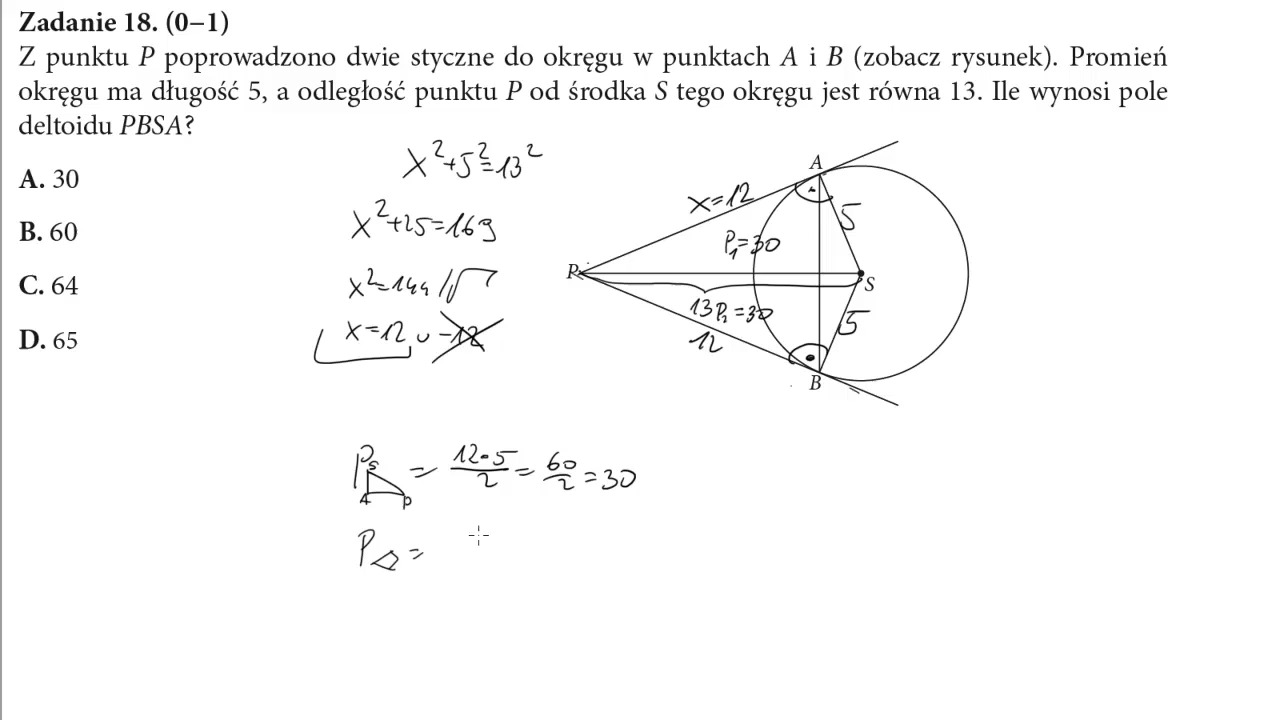 Zadanie 18. (0–1)
Z punktu P poprowadzono dwie styczne do okręgu w punktach A i B (zobacz rysunek). Promień
okręgu ma długość 5, a odległość punktu P od środka S tego okręgu jest równa 13. Ile wynosi pole
deltoidu PBSA?
A. 30
B. 60
C. 64
D. 65
x²+5²=13²
x²+25=169
x²=144 /√
x=12 ∪ -12
A
x=12
5
P₁=30
P
S
13
P₂=30
5
12
B
P = 12·5/2 = 60/2 = 30
S
A P
P =